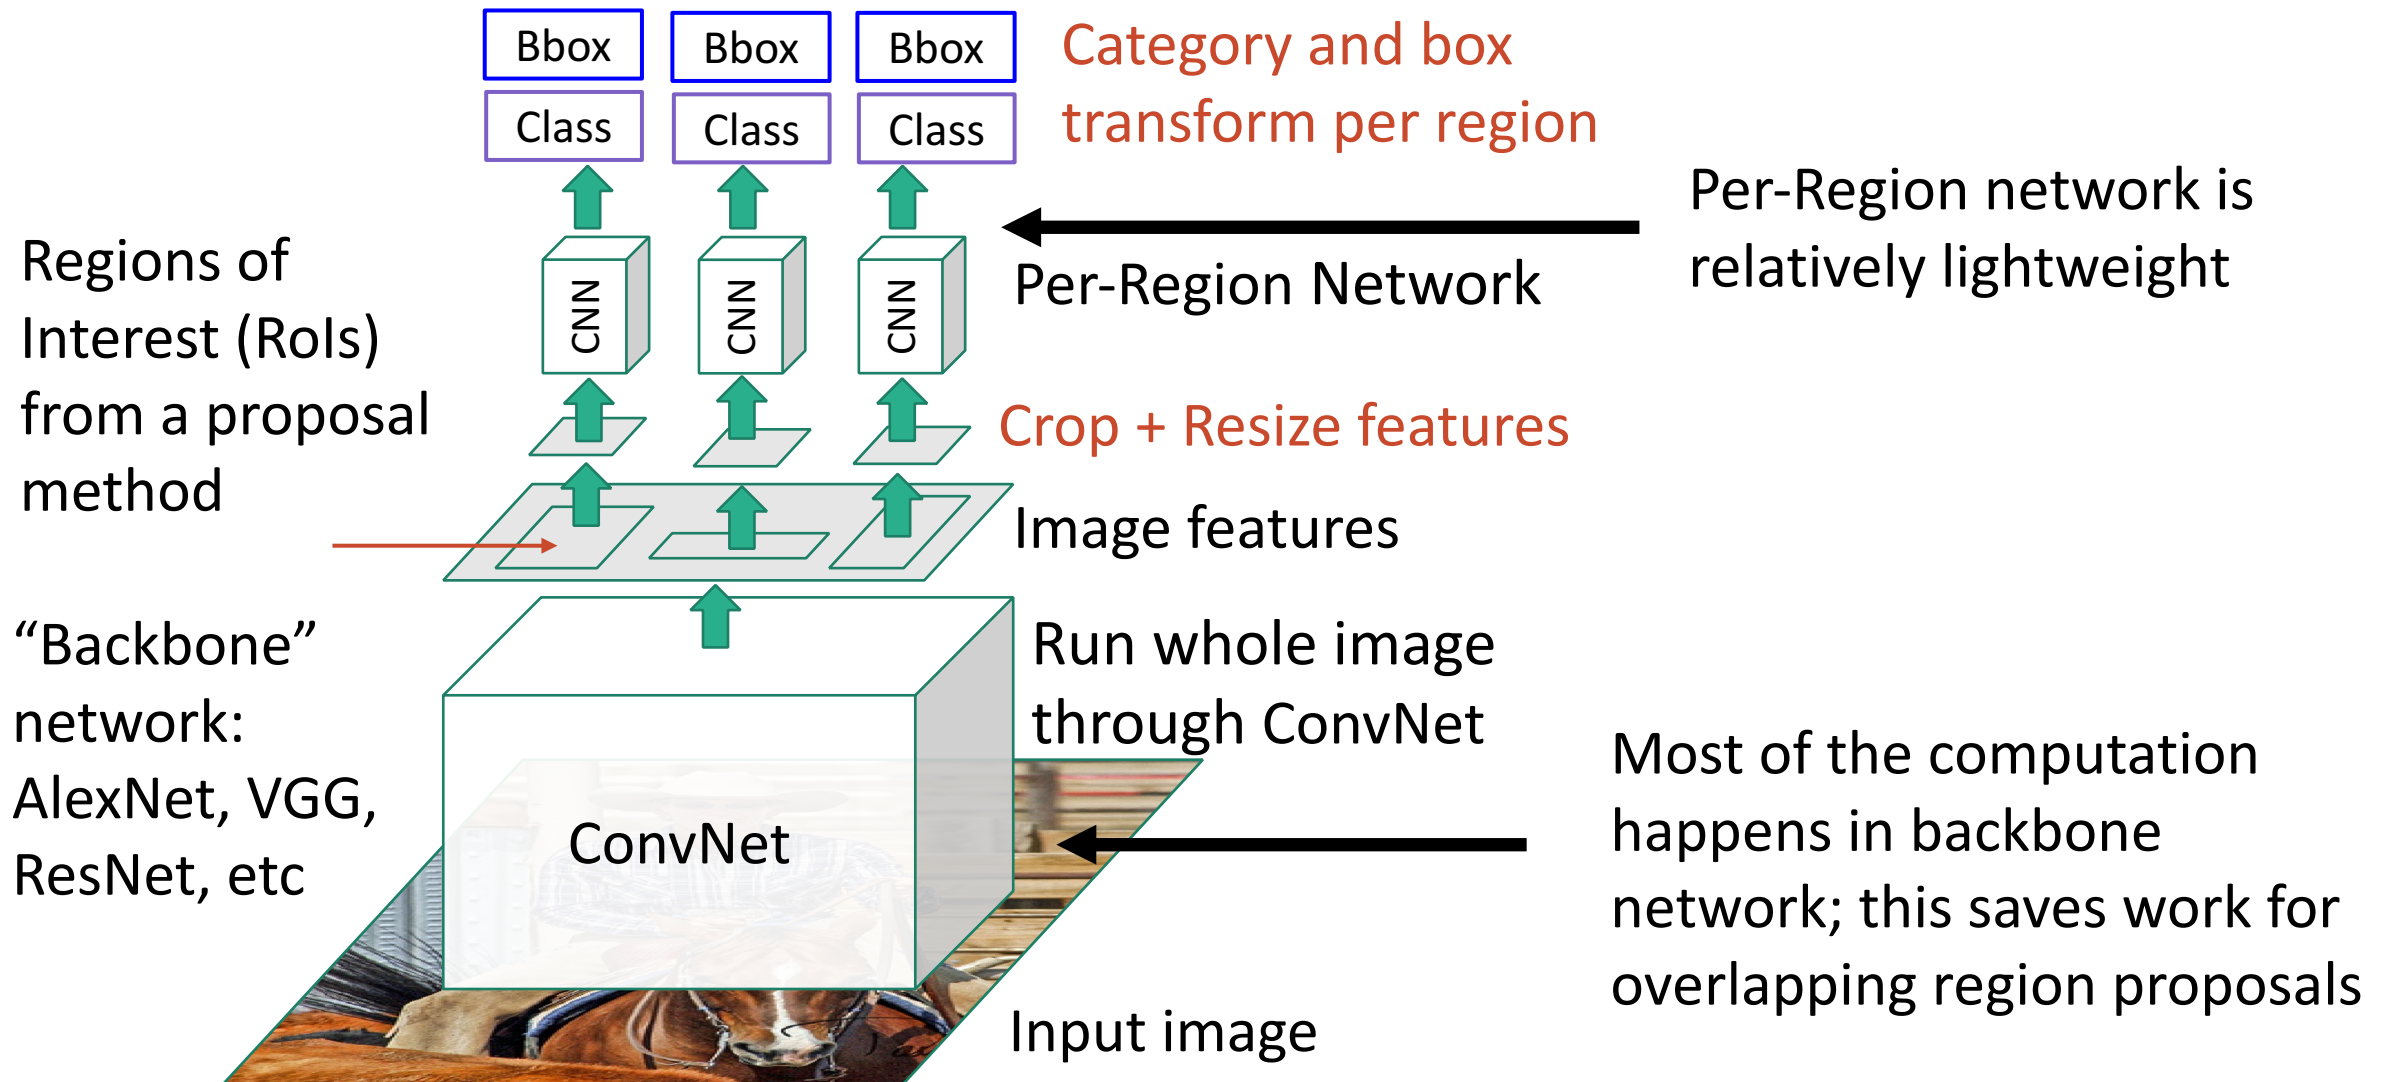 Bbox
Bbox
Bbox
Class
Class
Class
Category and box
transform per region
Per-Region network is
relatively lightweight
Regions of
Interest (RoIs)
from a proposal
method
CNN
CNN
CNN
Per-Region Network
Crop + Resize features
Image features
“Backbone”
network:
AlexNet, VGG,
ResNet, etc
Run whole image
through ConvNet
ConvNet
Most of the computation
happens in backbone
network; this saves work for
overlapping region proposals
Input image